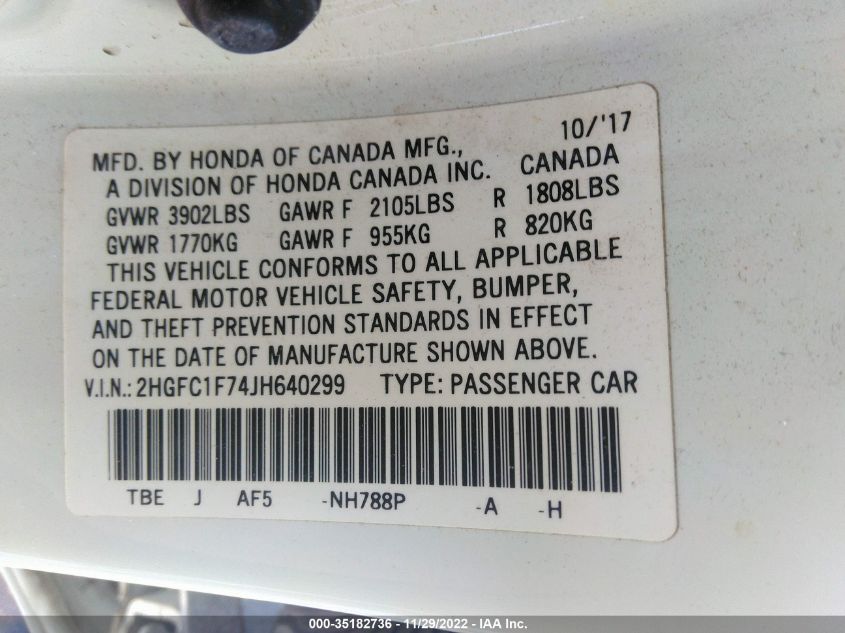 10/'17
MFD. BY HONDA OF CANADA MFG.,
A DIVISION OF HONDA CANADA INC. CANADA
GVWR 3902LBS GAWR F 2105LBS R 1808LBS
GVWR 1770KG GAWR F 955KG R 820KG
THIS VEHICLE CONFORMS TO ALL APPLICABLE
FEDERAL MOTOR VEHICLE SAFETY, BUMPER,
AND THEFT PREVENTION STANDARDS IN EFFECT
ON THE DATE OF MANUFACTURE SHOWN ABOVE.
V.I.N.: 2HGFC1F74JH640299 TYPE: PASSENGER CAR
TBE J AF5 -NH788P -A -H
000-35182736 - 11/29/2022 - IAA Inc.